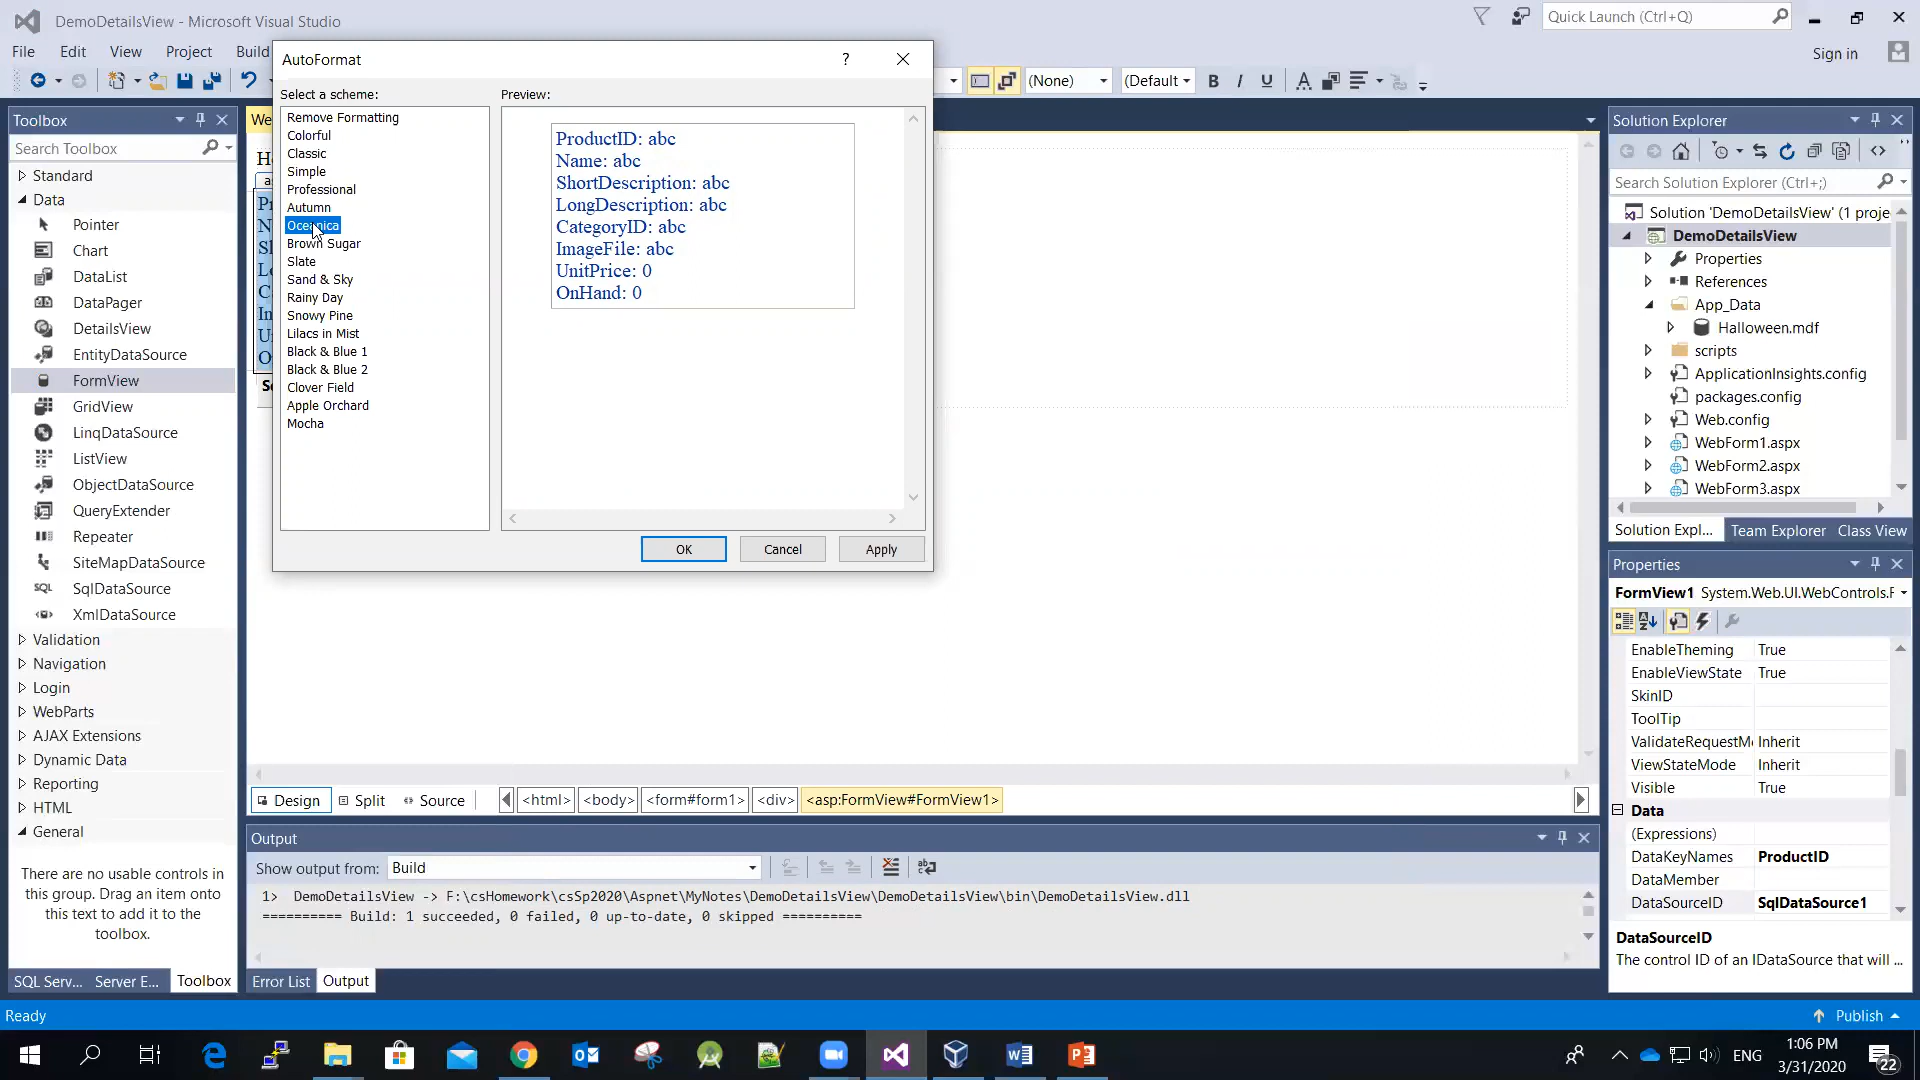 DemoDetailsView - Microsoft Visual Studio
Quick Launch (Ctrl+Q)
File Edit View Project Build
Sign in
(None) (Default
AutoFormat
Select a scheme:
Remove Formatting
Colorful
Classic
Simple
Professional
Autumn
Oceanica
Brown Sugar
Slate
Sand & Sky
Rainy Day
Snowy Pine
Lilacs in Mist
Black & Blue 1
Black & Blue 2
Clover Field
Apple Orchard
Mocha
Preview:
ProductID: abc
Name: abc
ShortDescription: abc
LongDescription: abc
CategoryID: abc
ImageFile: abc
UnitPrice: 0
OnHand: 0
OK Cancel Apply
Toolbox
Search Toolbox
Standard
Data
Pointer
Chart
DataList
DataPager
DetailsView
EntityDataSource
FormView
GridView
LinqDataSource
ListView
ObjectDataSource
QueryExtender
Repeater
SiteMapDataSource
SqlDataSource
XmlDataSource
Validation
Navigation
Login
WebParts
AJAX Extensions
Dynamic Data
Reporting
HTML
General
There are no usable controls in
this group. Drag an item onto
this text to add it to the
toolbox.
SQL Serv... Server E... Toolbox
Design Split Source <html> <body> <form#form1> <div> <asp:FormView#FormView1>
Output
Show output from: Build
1> DemoDetailsView -> F:\csHomework\csSp2020\Aspnet\MyNotes\DemoDetailsView\DemoDetailsView\bin\DemoDetailsView.dll
========== Build: 1 succeeded, 0 failed, 0 up-to-date, 0 skipped ==========
Error List Output
Solution Explorer
Search Solution Explorer (Ctrl+;)
Solution 'DemoDetailsView' (1 proje
DemoDetailsView
Properties
References
App_Data
Halloween.mdf
scripts
ApplicationInsights.config
packages.config
Web.config
WebForm1.aspx
WebForm2.aspx
WebForm3.aspx
Solution Expl... Team Explorer Class View
Properties
FormView1 System.Web.UI.WebControls.F
EnableTheming True
EnableViewState True
SkinID
ToolTip
ValidateRequestM Inherit
ViewStateMode Inherit
Visible True
Data
(Expressions)
DataKeyNames ProductID
DataMember
DataSourceID SqlDataSource1
DataSourceID
The control ID of an IDataSource that will ...
Ready
Publish
ENG
1:06 PM
3/31/2020
22